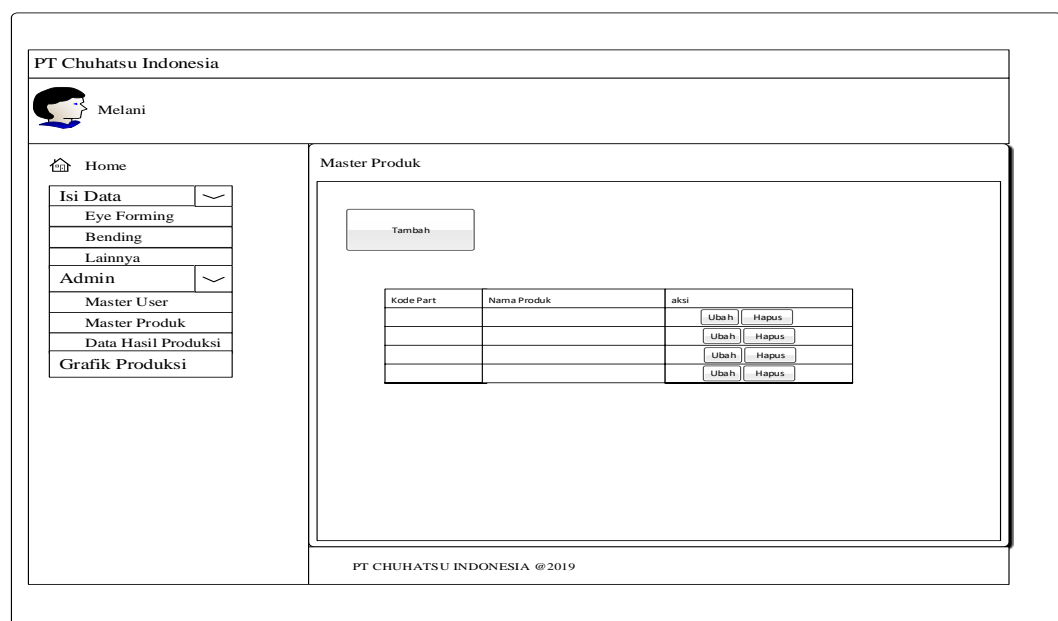 PT Chuhatsu Indonesia
Melani
Home
Isi Data
Eye Forming
Bending
Lainnya
Admin
Master User
Master Produk
Data Hasil Produksi
Grafik Produksi
Master Produk
Tambah
Kode Part Nama Produk aksi
Ubah Hapus
Ubah Hapus
Ubah Hapus
Ubah Hapus
PT CHUHATSU INDONESIA @2019